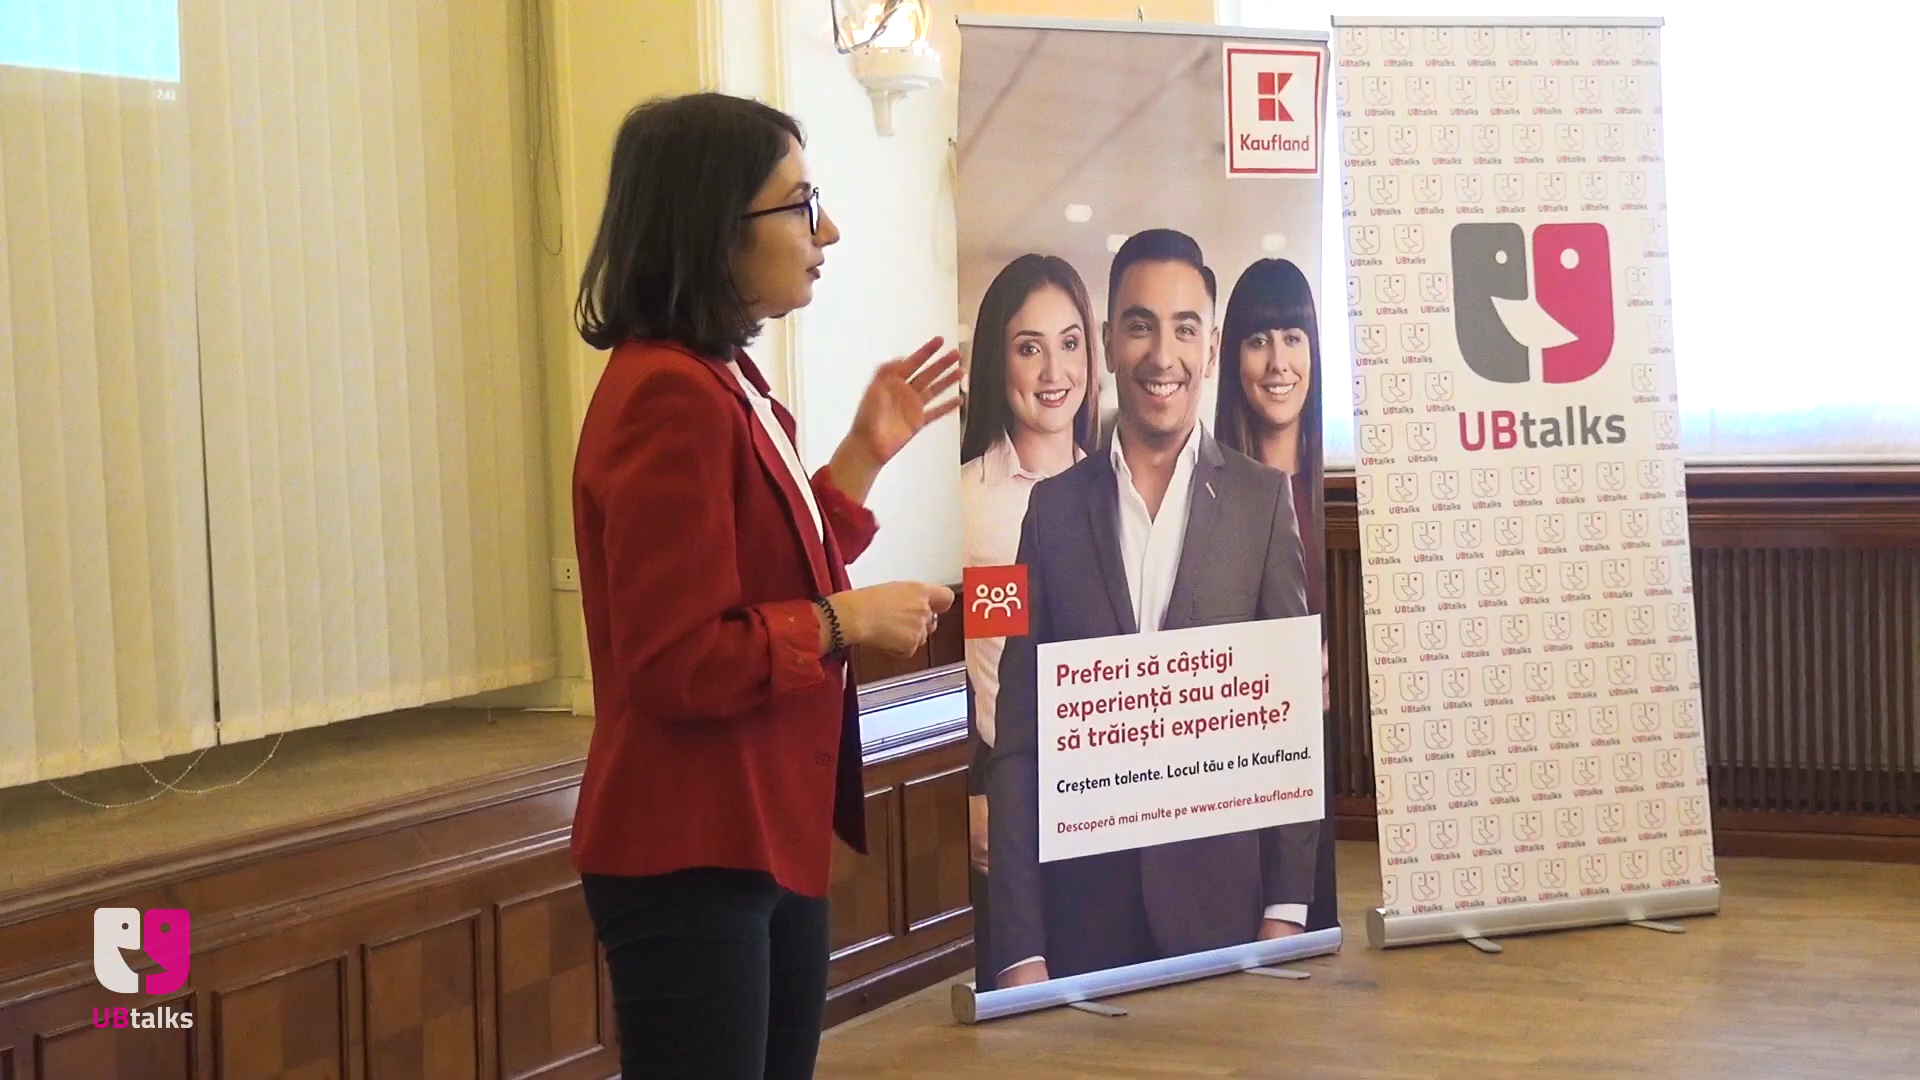 Kaufland
UBtalks
Preferi să câștigi
experiență sau alegi
să trăiești experiențe?
Creștem talente. Locul tău e la Kaufland.
Descoperă mai multe pe www.cariere.kaufland.ro
UBtalks